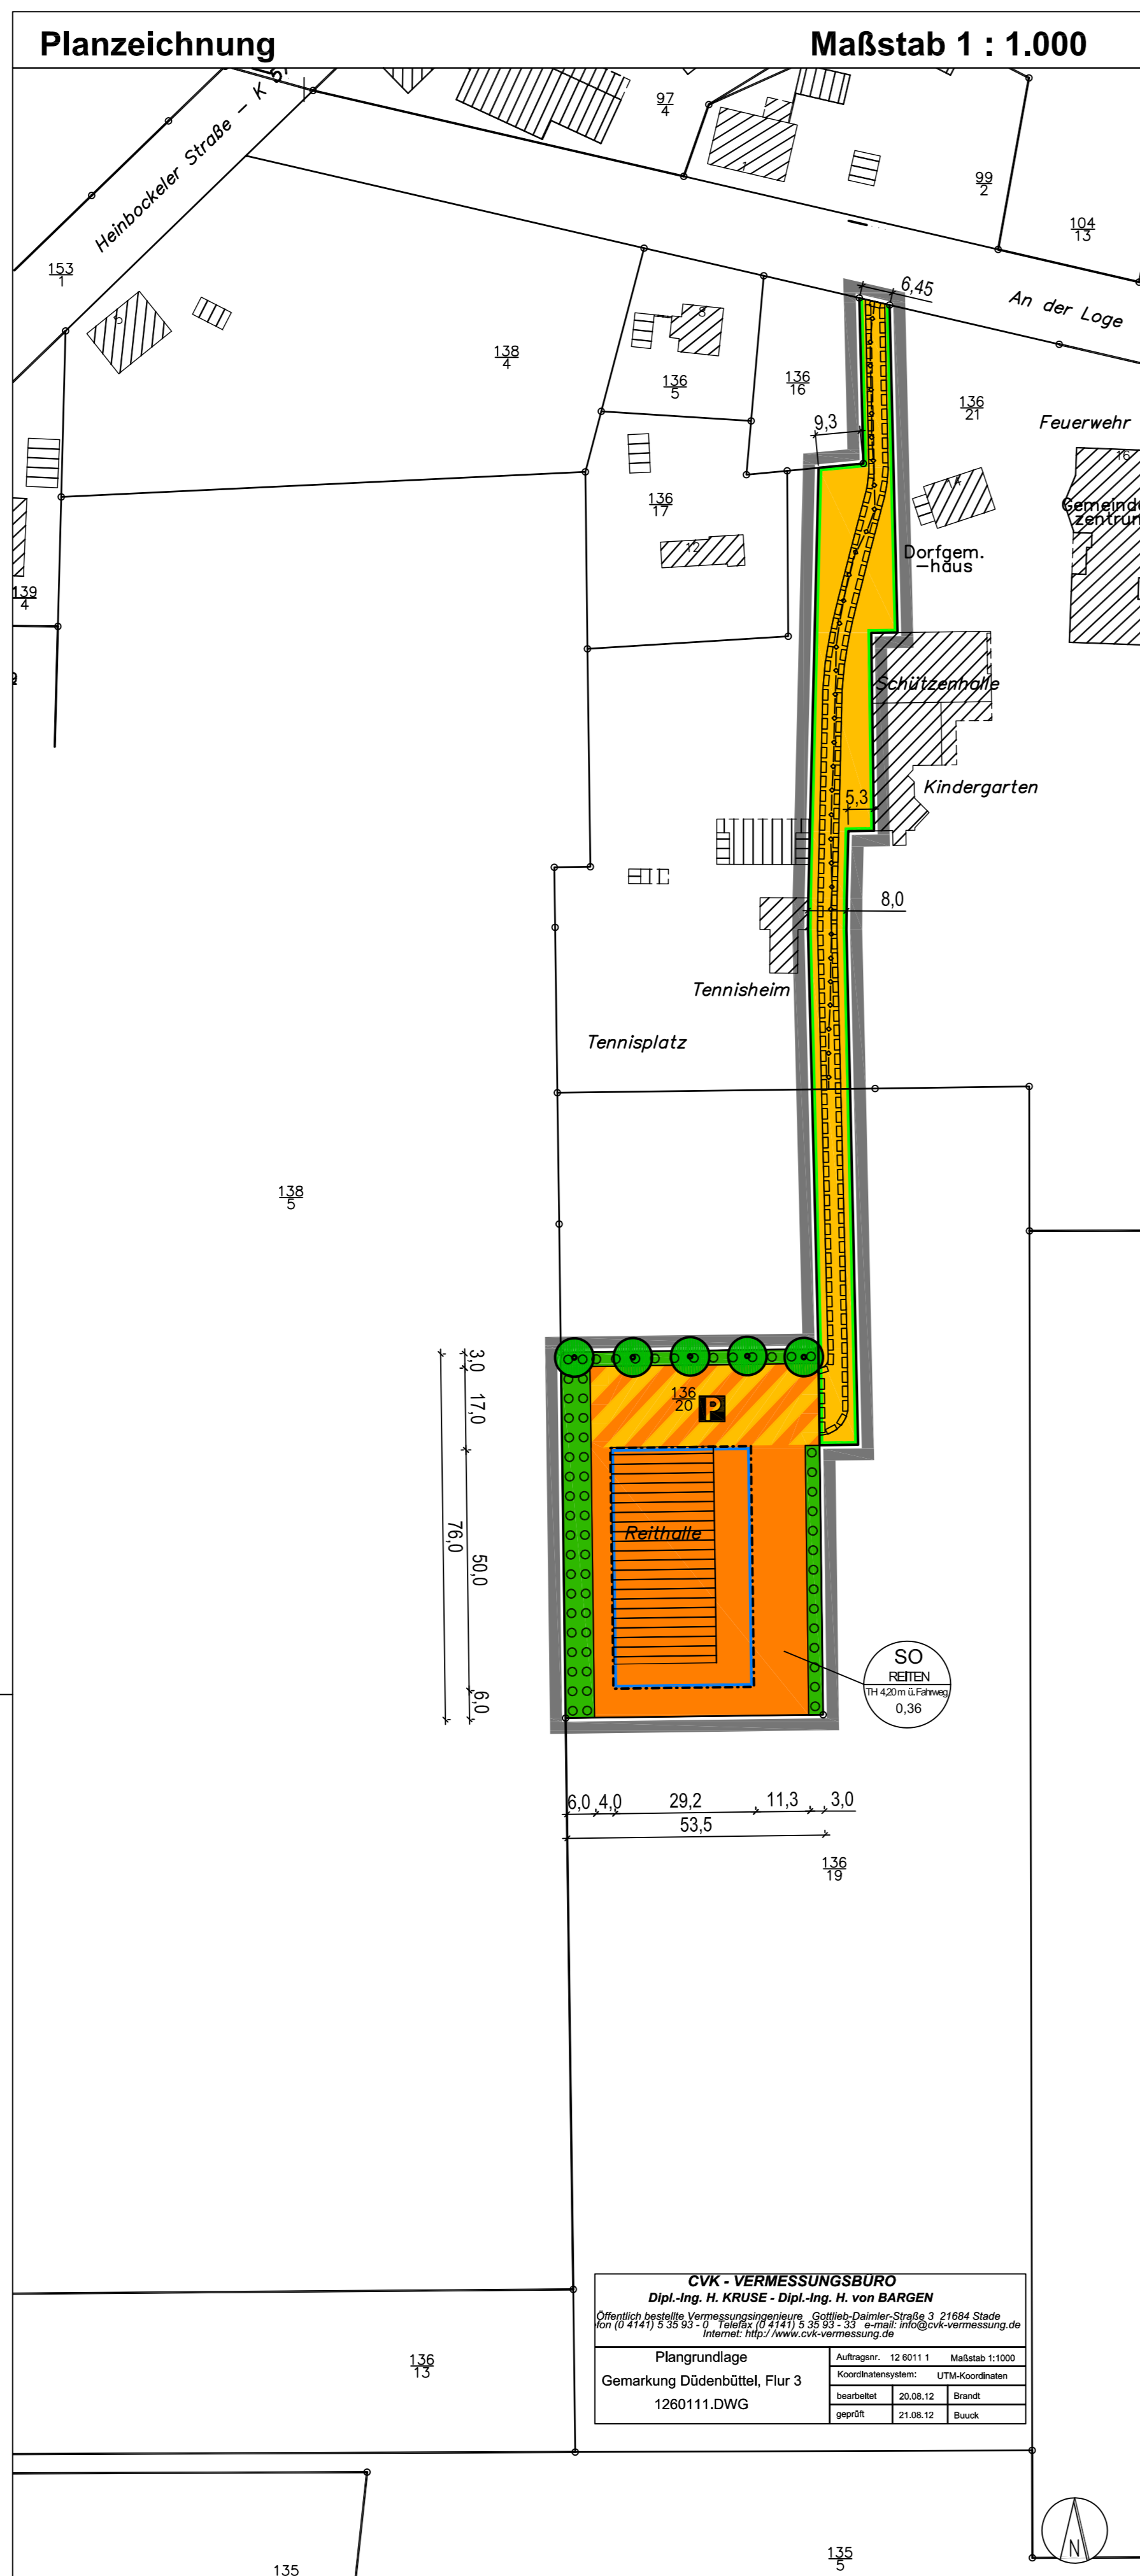 Planzeichnung
Maßstab 1 : 1.000
Heinbockeler Straße – K
97
4
1
99
2
104
13
153
1
5
8
6,45
An der Loge
138
4
136
5
136
16
136
21
9,3
Feuerwehr
16
136
17
12
14
Dorfgem.
–haus
139
4
Schützenhalle
Kindergarten
5,3
8,0
Tennisheim
Tennisplatz
138
5
3,0
17,0
136
20
P
76,0
50,0
Reithalle
6,0
SO
REITEN
TH 4,20 m ü. Fahrweg
0,36
6,0 4,0 29,2 11,3 3,0
53,5
136
19
CVK - VERMESSUNGSBÜRO
Dipl.-Ing. H. KRUSE - Dipl.-Ing. H. von BARGEN
Öffentlich bestellte Vermessungsingenieure Gottlieb-Daimler-Straße 3 21684 Stade
fon (0 4141) 5 35 93 - 0 Telefax (0 4141) 5 35 93 - 33 e-mail: info@cvk-vermessung.de
Internet: http://www.cvk-vermessung.de
Plangrundlage
Gemarkung Düdenbüttel, Flur 3
1260111.DWG
Auftragsnr. 12 6011 1 Maßstab 1:1000
Koordinatensystem: UTM-Koordinaten
bearbeitet 20.08.12 Brandt
geprüft 21.08.12 Buuck
136
13
135
5
135
N